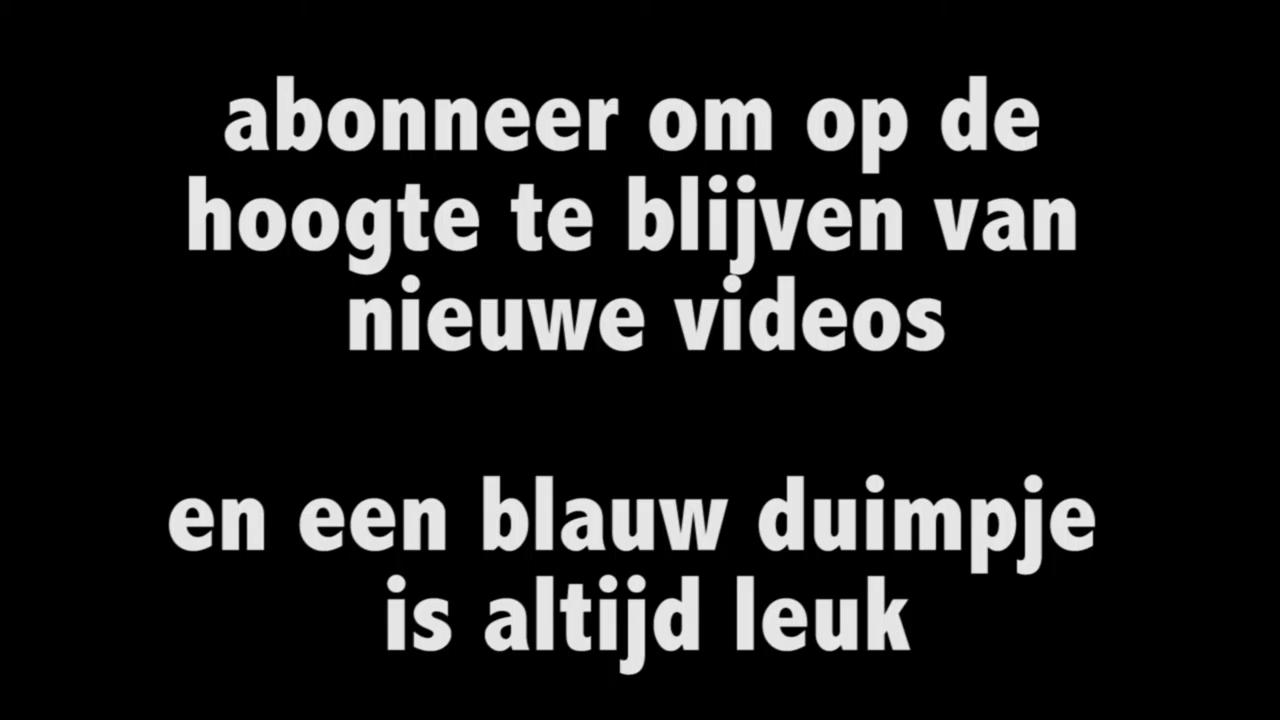 abonneer om op de
hoogte te blijven van
nieuwe videos
en een blauw duimpje
is altijd leuk